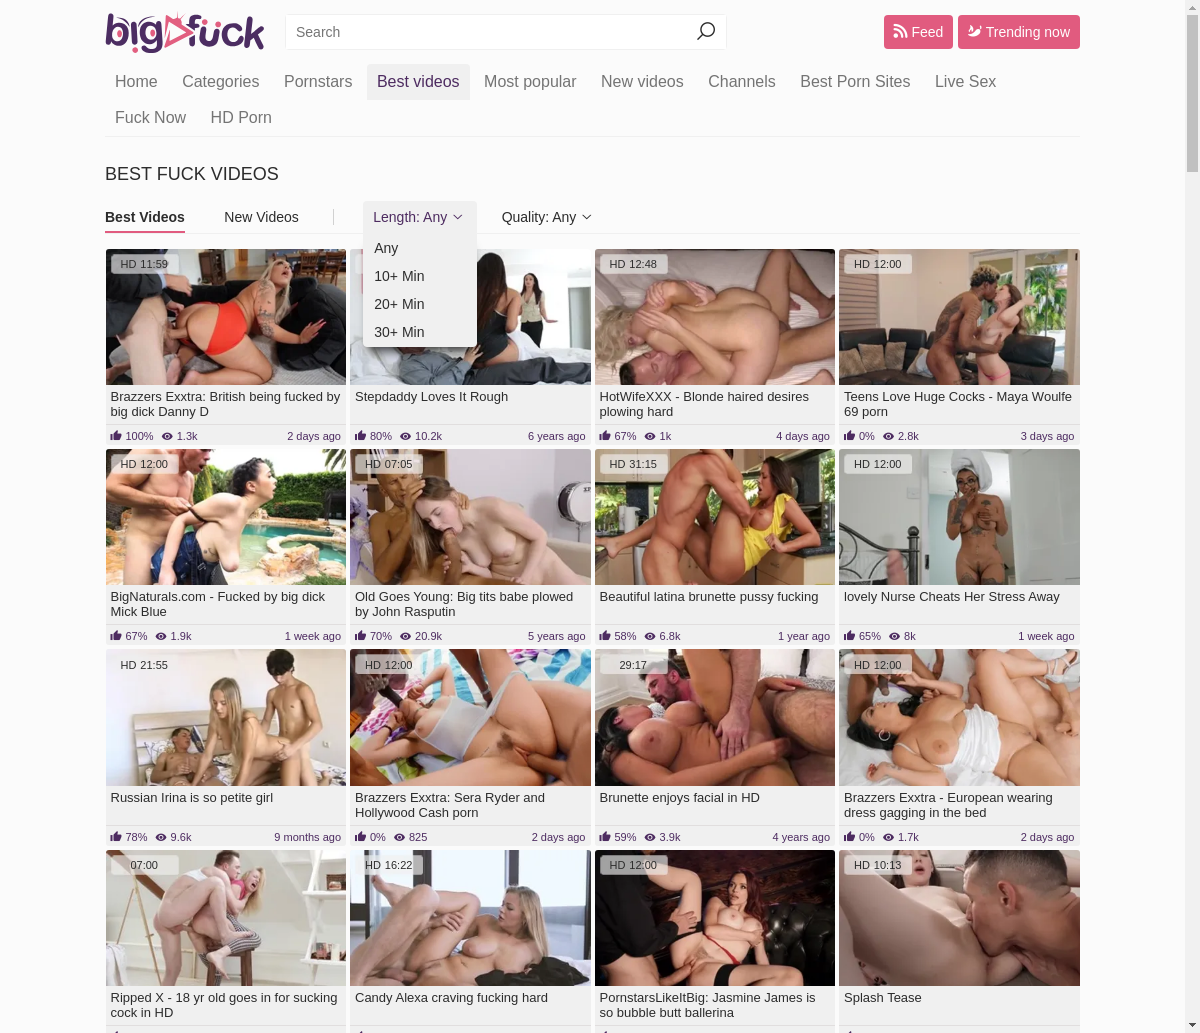 bigfuck
Search
Feed
Trending now
Home Categories Pornstars Best videos Most popular New videos Channels Best Porn Sites Live Sex
Fuck Now HD Porn
BEST FUCK VIDEOS
Best Videos New Videos Length: Any Quality: Any
Any
10+ Min
20+ Min
30+ Min
HD 11:59
Brazzers Exxtra: British being fucked by
big dick Danny D
100% 1.3k 2 days ago
Stepdaddy Loves It Rough
80% 10.2k 6 years ago
HD 12:48
HotWifeXXX - Blonde haired desires
plowing hard
67% 1k 4 days ago
HD 12:00
Teens Love Huge Cocks - Maya Woulfe
69 porn
0% 2.8k 3 days ago
HD 12:00
BigNaturals.com - Fucked by big dick
Mick Blue
67% 1.9k 1 week ago
HD 07:05
Old Goes Young: Big tits babe plowed
by John Rasputin
70% 20.9k 5 years ago
HD 31:15
Beautiful latina brunette pussy fucking
58% 6.8k 1 year ago
HD 12:00
lovely Nurse Cheats Her Stress Away
65% 8k 1 week ago
HD 21:55
Russian Irina is so petite girl
78% 9.6k 9 months ago
HD 12:00
Brazzers Exxtra: Sera Ryder and
Hollywood Cash porn
0% 825 2 days ago
29:17
Brunette enjoys facial in HD
59% 3.9k 4 years ago
HD 12:00
Brazzers Exxtra - European wearing
dress gagging in the bed
0% 1.7k 2 days ago
07:00
Ripped X - 18 yr old goes in for sucking
cock in HD
HD 16:22
Candy Alexa craving fucking hard
HD 12:00
PornstarsLikeItBig: Jasmine James is
so bubble butt ballerina
HD 10:13
Splash Tease